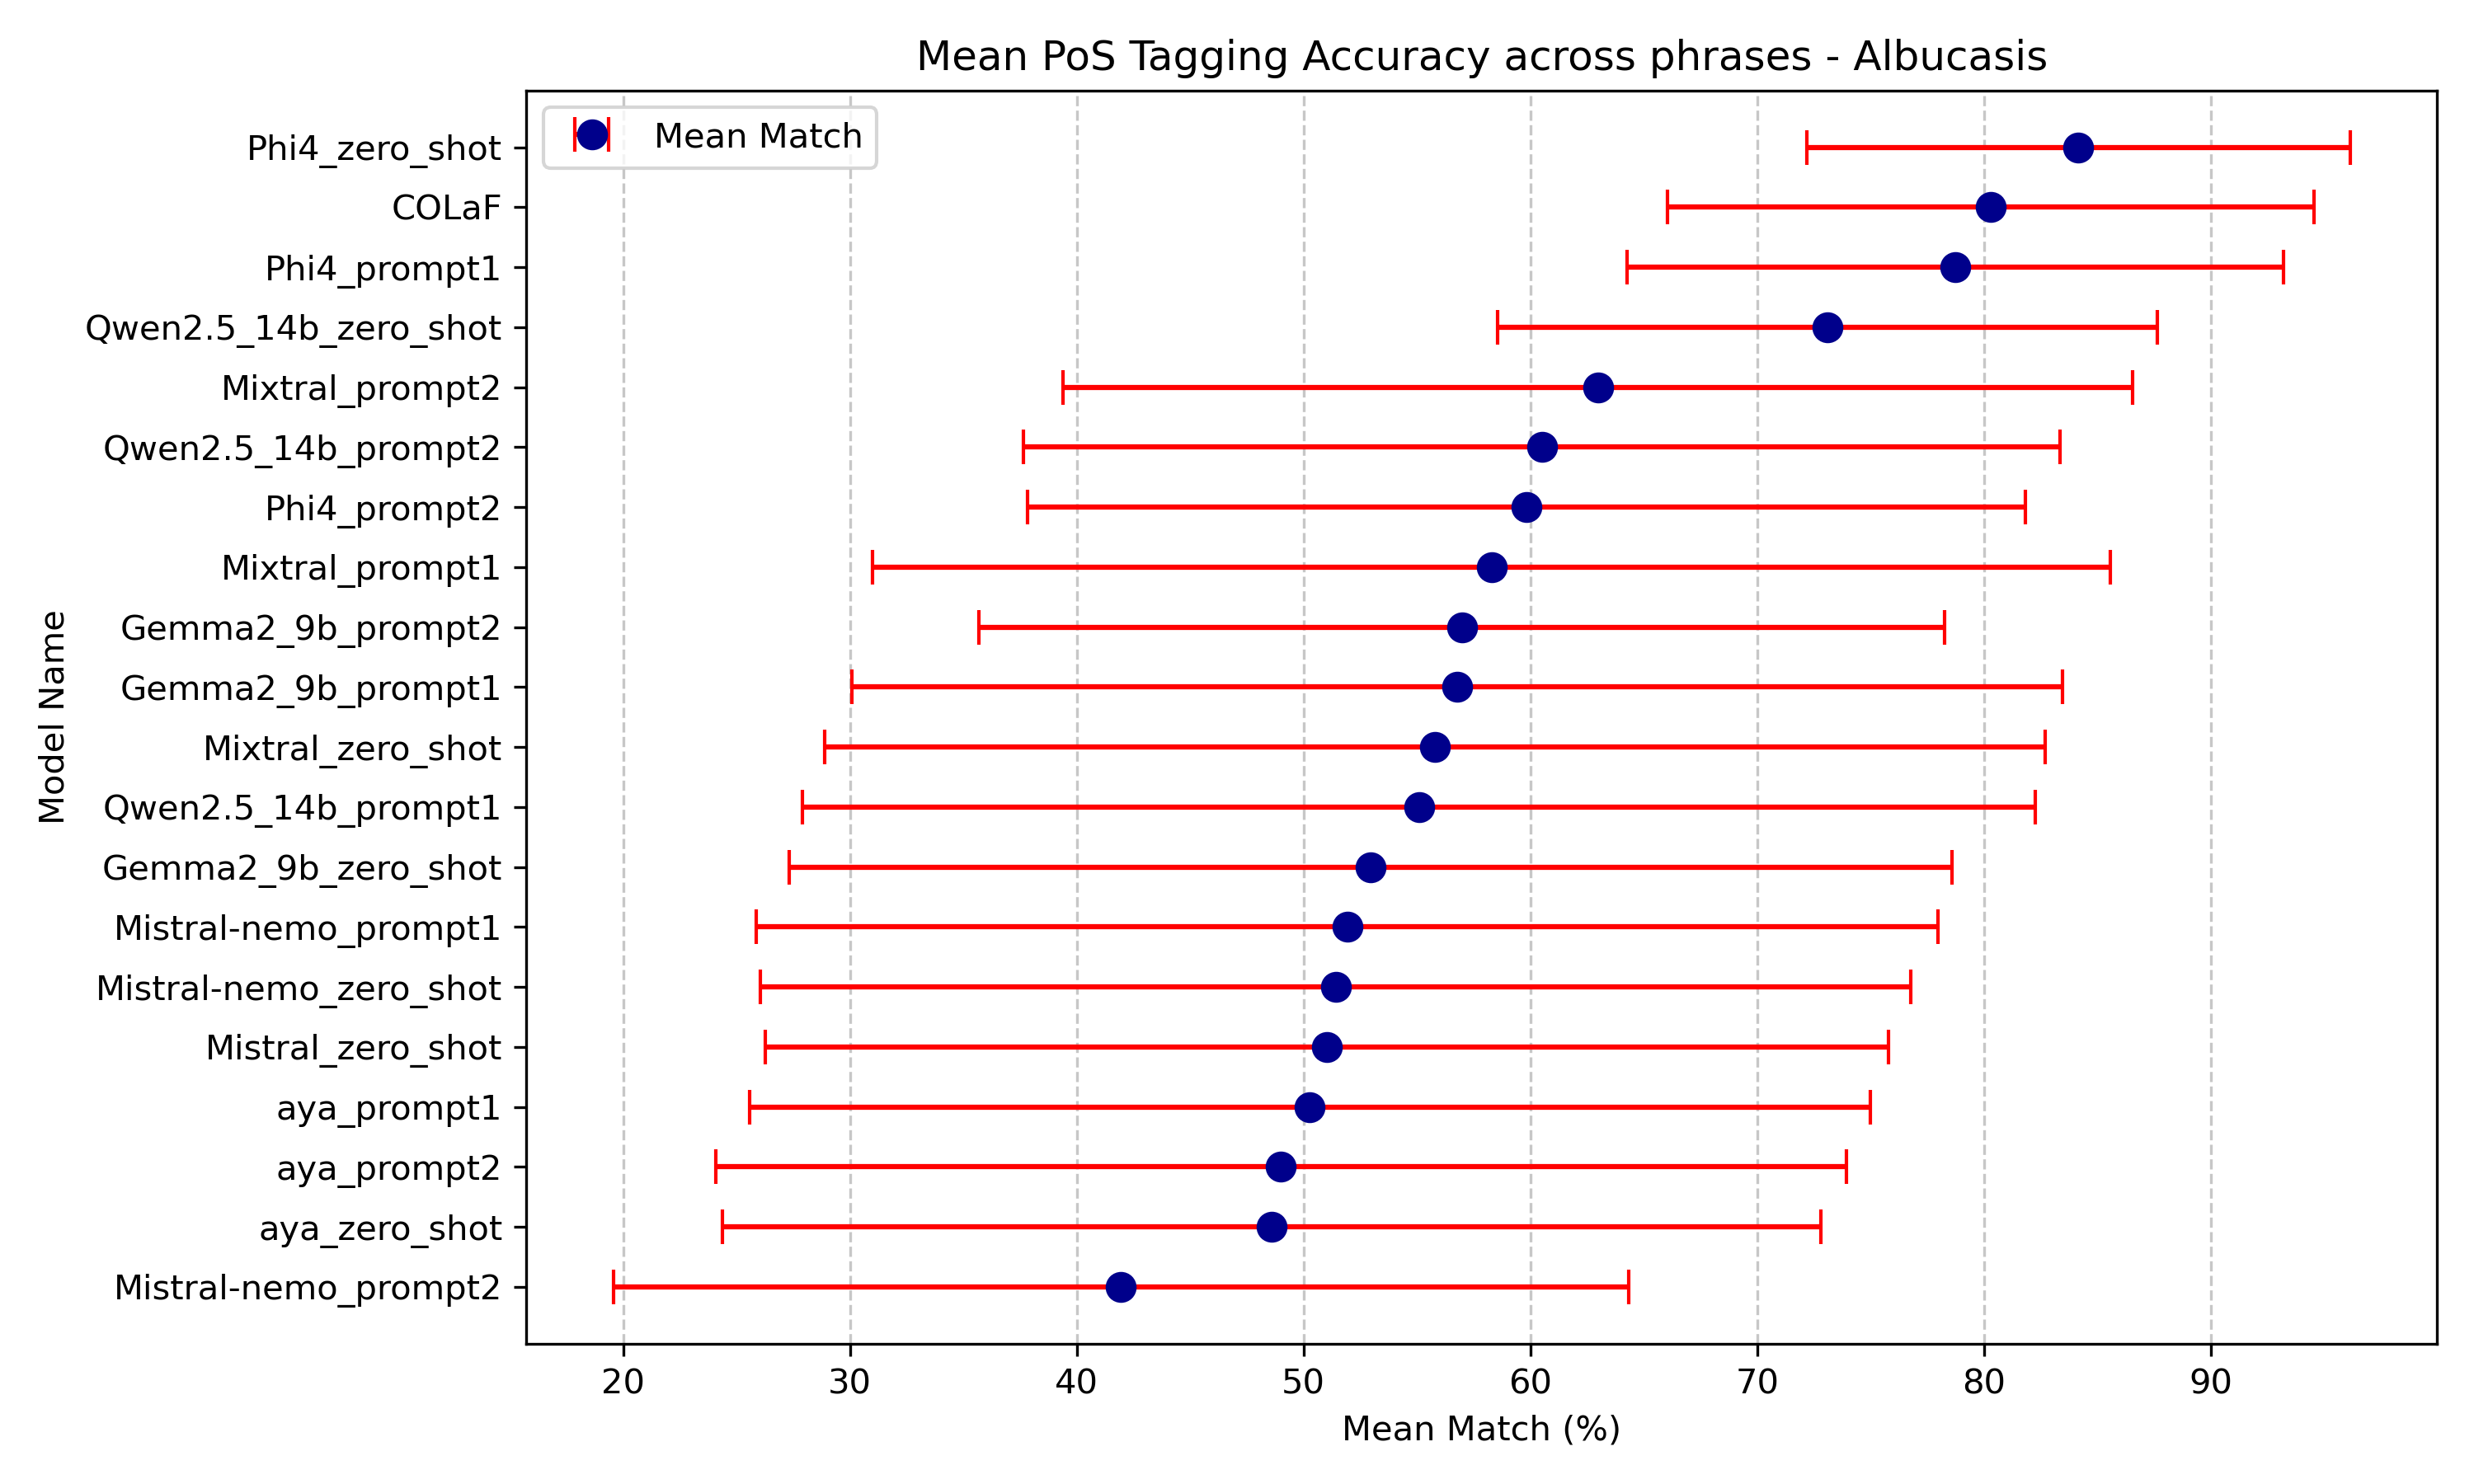 Mean PoS Tagging Accuracy across phrases - Albucasis
Mean Match
Model Name
Phi4_zero_shot
COLaF
Phi4_prompt1
Qwen2.5_14b_zero_shot
Mixtral_prompt2
Qwen2.5_14b_prompt2
Phi4_prompt2
Mixtral_prompt1
Gemma2_9b_prompt2
Gemma2_9b_prompt1
Mixtral_zero_shot
Qwen2.5_14b_prompt1
Gemma2_9b_zero_shot
Mistral-nemo_prompt1
Mistral-nemo_zero_shot
Mistral_zero_shot
aya_prompt1
aya_prompt2
aya_zero_shot
Mistral-nemo_prompt2
20 30 40 50 60 70 80 90
Mean Match (%)